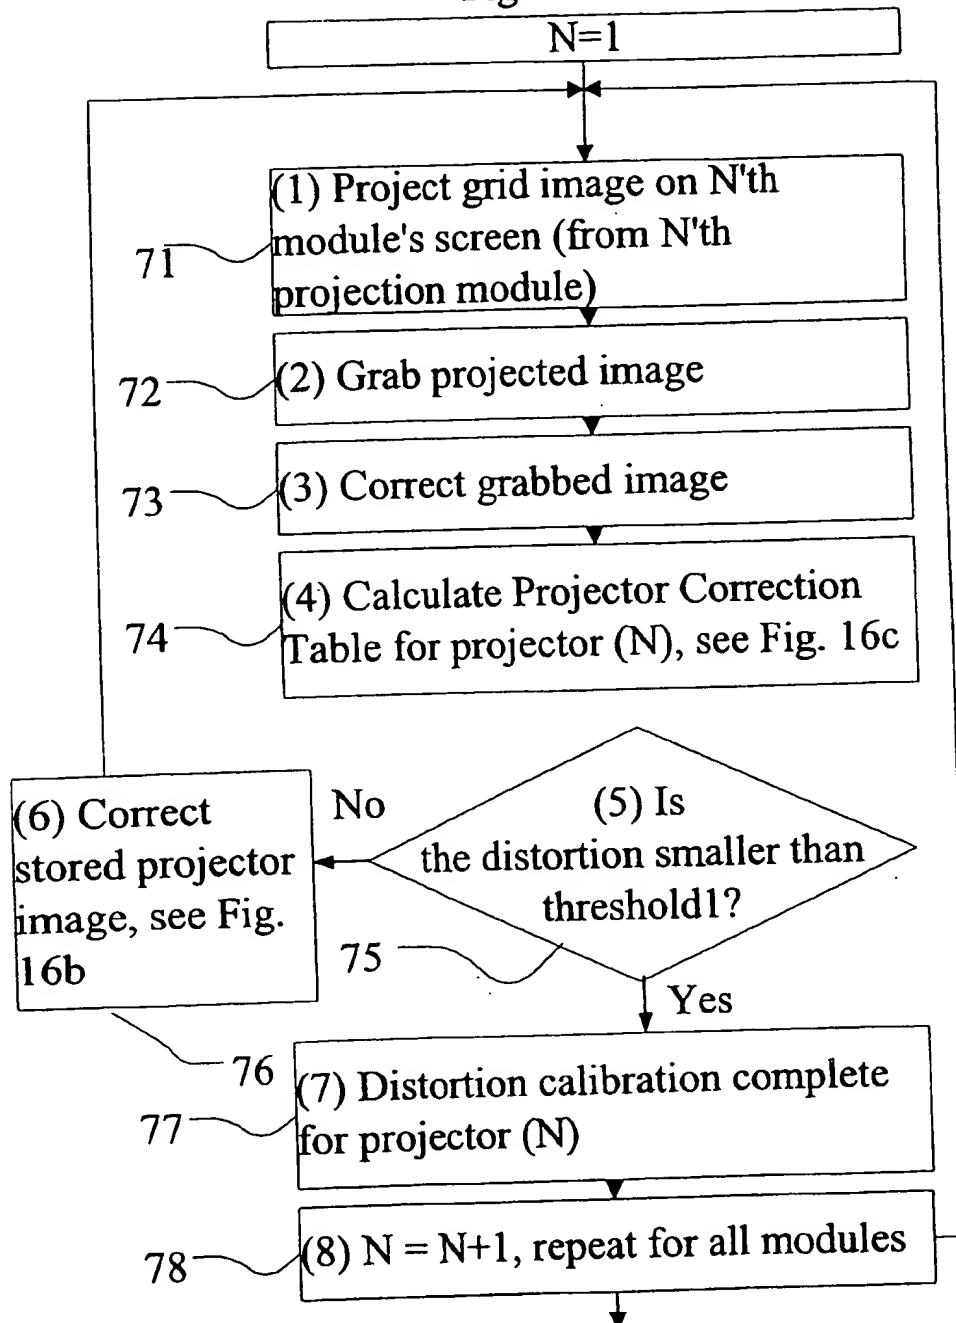 N=1
(1) Project grid image on N'th
module's screen (from N'th
projection module)
71
(2) Grab projected image
72
(3) Correct grabbed image
73
(4) Calculate Projector Correction
Table for projector (N), see Fig. 16c
74
(5) Is
the distortion smaller than
threshold1?
75
No
(6) Correct
stored projector
image, see Fig.
16b
76
Yes
(7) Distortion calibration complete
for projector (N)
77
(8) N = N+1, repeat for all modules
78